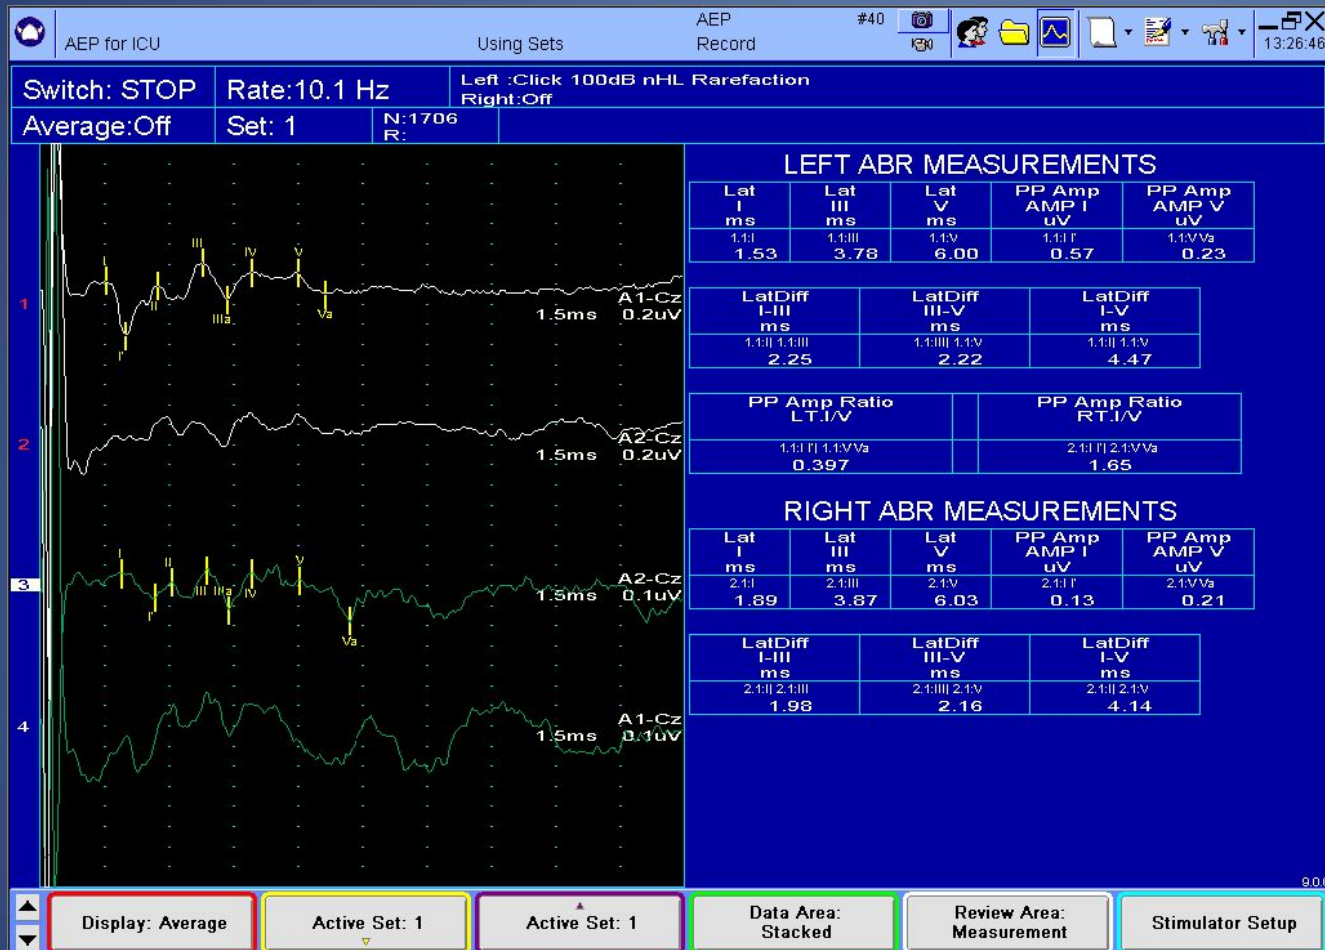 AEP for ICU
Using Sets
AEP
Record
#40
13:26:46
Switch: STOP
Rate:10.1 Hz
Left :Click 100dB nHL Rarefaction
Right:Off
Average:Off
Set: 1
N:1706
R:
I
II
III
IV
V
I'
IIIa
Va
1
A1-Cz
1.5ms 0.2uV
2
A2-Cz
1.5ms 0.2uV
I
II
V
I'
III
IIIa
IV
Va
3
A2-Cz
1.5ms 0.1uV
4
A1-Cz
1.5ms 0.1uV
LEFT ABR MEASUREMENTS
Lat Lat Lat PP Amp PP Amp
I III V AMP I AMP V
ms ms ms uV uV
1.1:I 1.1:III 1.1:V 1.1:I I' 1.1:V Va
1.53 3.78 6.00 0.57 0.23
LatDiff LatDiff LatDiff
I-III III-V I-V
ms ms ms
1.1:I| 1.1:III 1.1:III| 1.1:V 1.1:I| 1.1:V
2.25 2.22 4.47
PP Amp Ratio PP Amp Ratio
LT.I/V RT.I/V
1.1:I I'| 1.1:V Va 2.1:I I'| 2.1:V Va
0.397 1.65
RIGHT ABR MEASUREMENTS
Lat Lat Lat PP Amp PP Amp
I III V AMP I AMP V
ms ms ms uV uV
2.1:I 2.1:III 2.1:V 2.1:I I' 2.1:V Va
1.89 3.87 6.03 0.13 0.21
LatDiff LatDiff LatDiff
I-III III-V I-V
ms ms ms
2.1:I| 2.1:III 2.1:III| 2.1:V 2.1:I| 2.1:V
1.98 2.16 4.14
Display: Average
Active Set: 1
Active Set: 1
Data Area:
Stacked
Review Area:
Measurement
Stimulator Setup